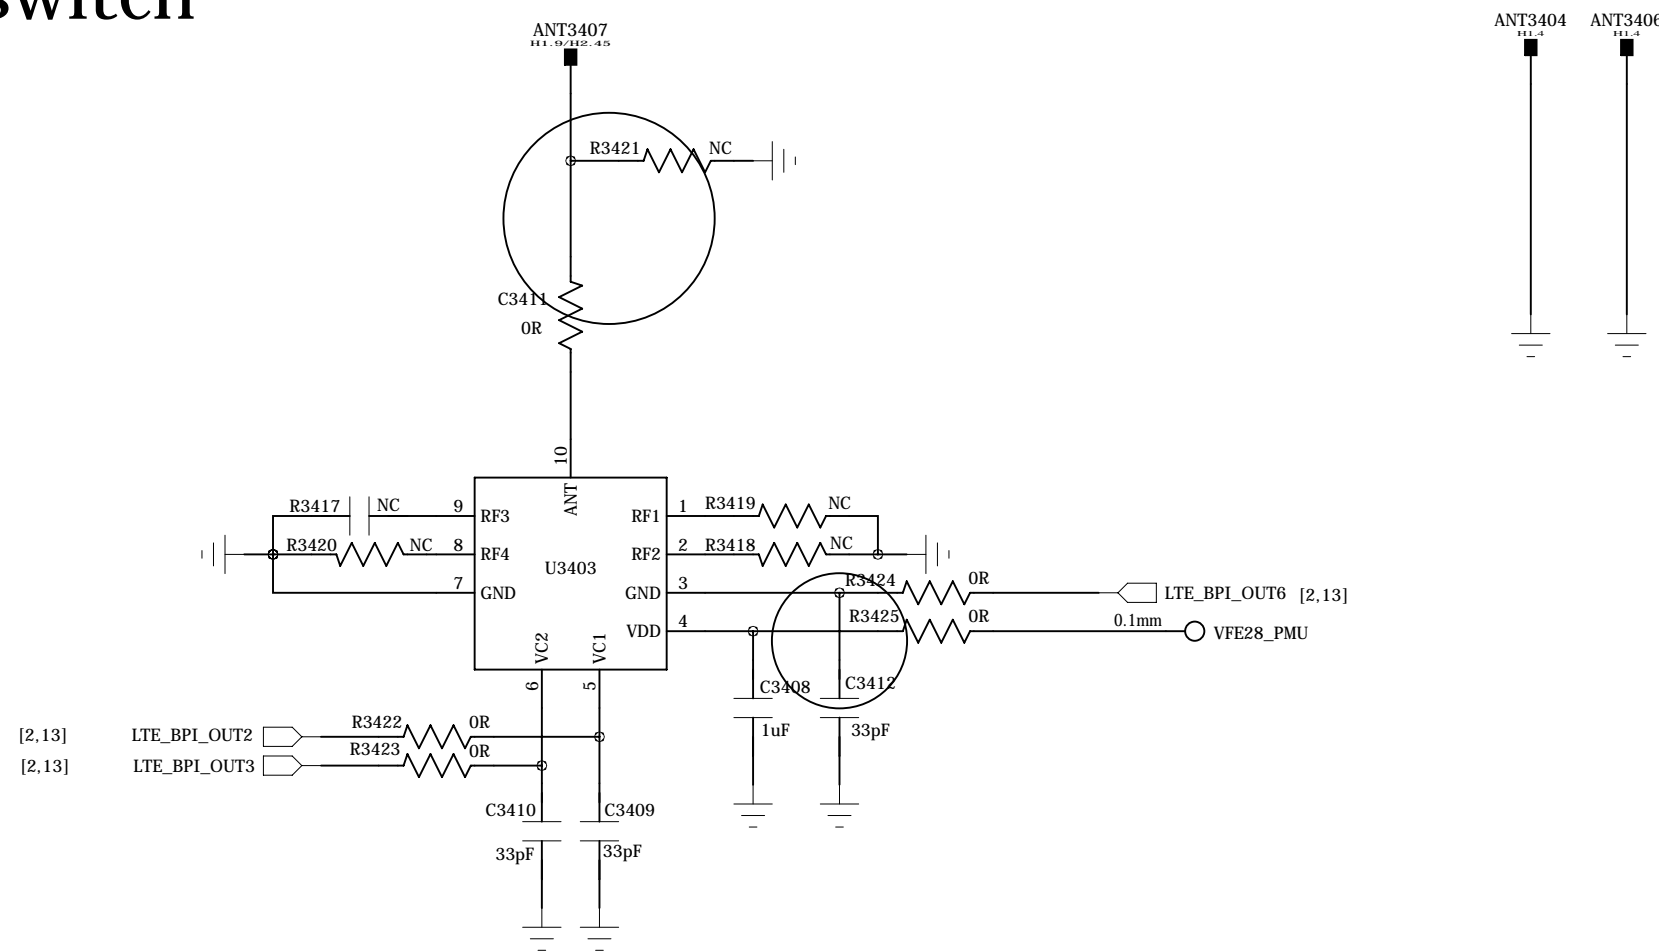 switch
ANT3407
H1.9/H2.45
ANT3404
H1.4
ANT3406
H1.4
R3421
NC
C3411
0R
10
ANT
R3417
NC
9
RF3
RF1
1
R3419
NC
R3420
NC
8
RF4
RF2
2
R3418
NC
U3403
7
GND
GND
3
R3424
0R
LTE_BPI_OUT6
[2,13]
VDD
4
R3425
0R
0.1mm
VFE28_PMU
VC2
VC1
6
5
C3408
1uF
C3412
33pF
[2,13]
LTE_BPI_OUT2
R3422
0R
[2,13]
LTE_BPI_OUT3
R3423
0R
C3410
33pF
C3409
33pF